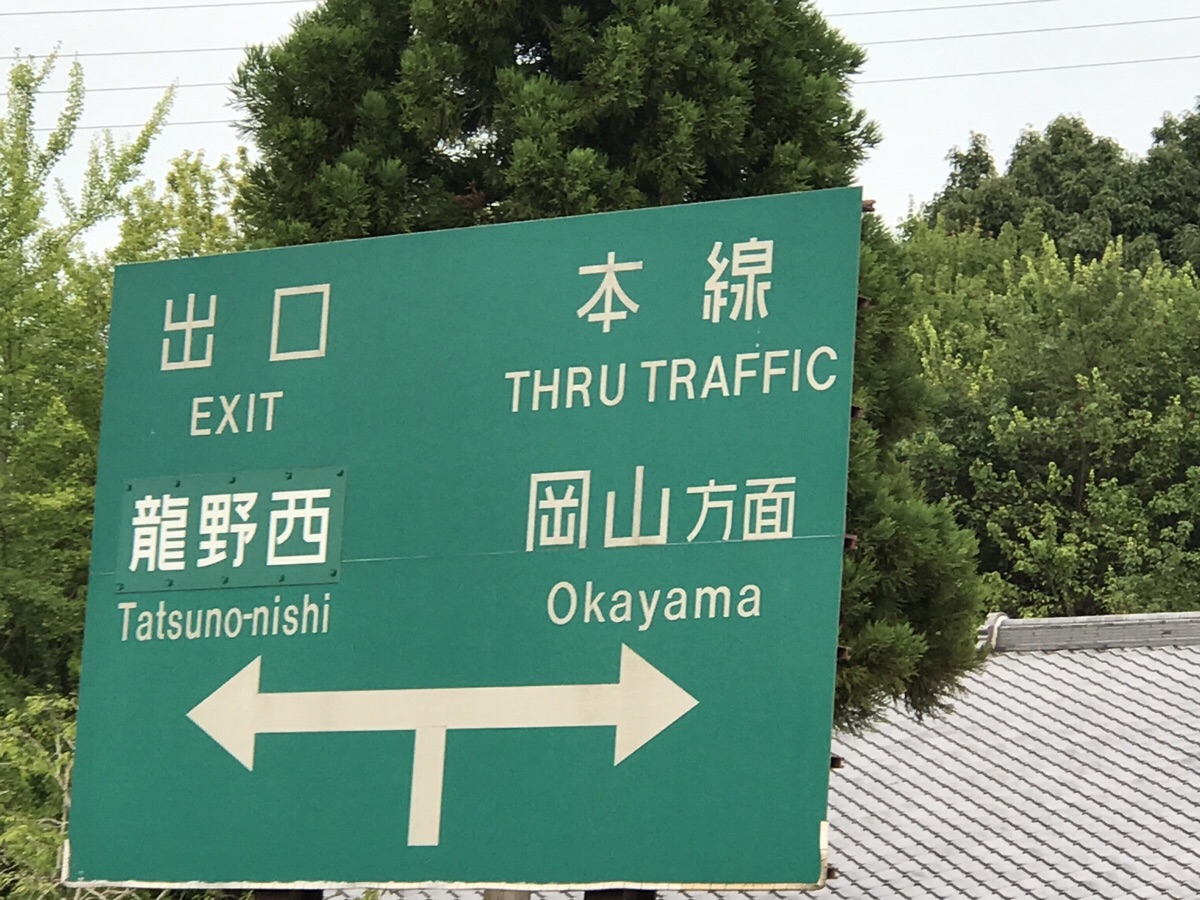 出口
EXIT
龍野西
Tatsuno-nishi
本線
THRU TRAFFIC
岡山方面
Okayama